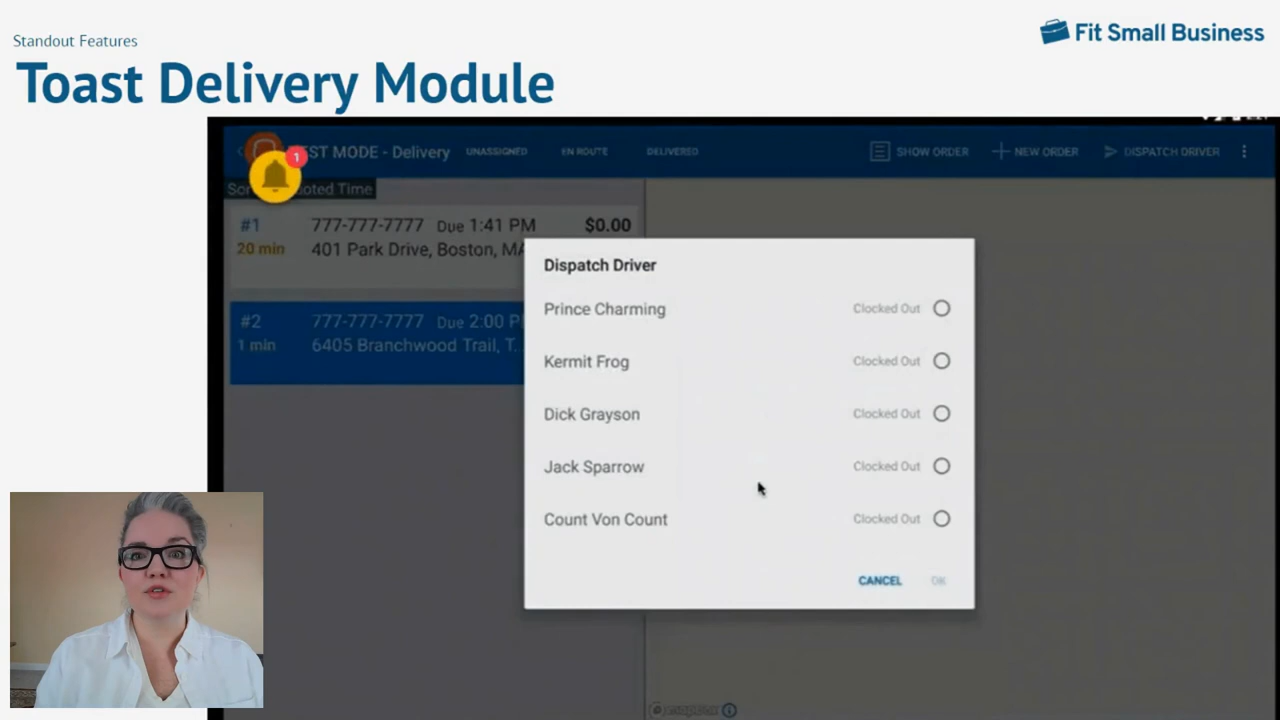 Standout Features
Fit Small Business
Toast Delivery Module
1
EST MODE - Delivery
UNASSIGNED
EN ROUTE
DELIVERED
SHOW ORDER
NEW ORDER
DISPATCH DRIVER
Time
#1 777-777-7777 Due 1:41 PM $0.00
20 min 401 Park Drive, Boston, MA
#2 777-777-7777 Due 2:00 P
1 min 6405 Branchwood Trail, T...
Dispatch Driver
Prince Charming Clocked Out
Kermit Frog Clocked Out
Dick Grayson Clocked Out
Jack Sparrow Clocked Out
Count Von Count Clocked Out
CANCEL OK